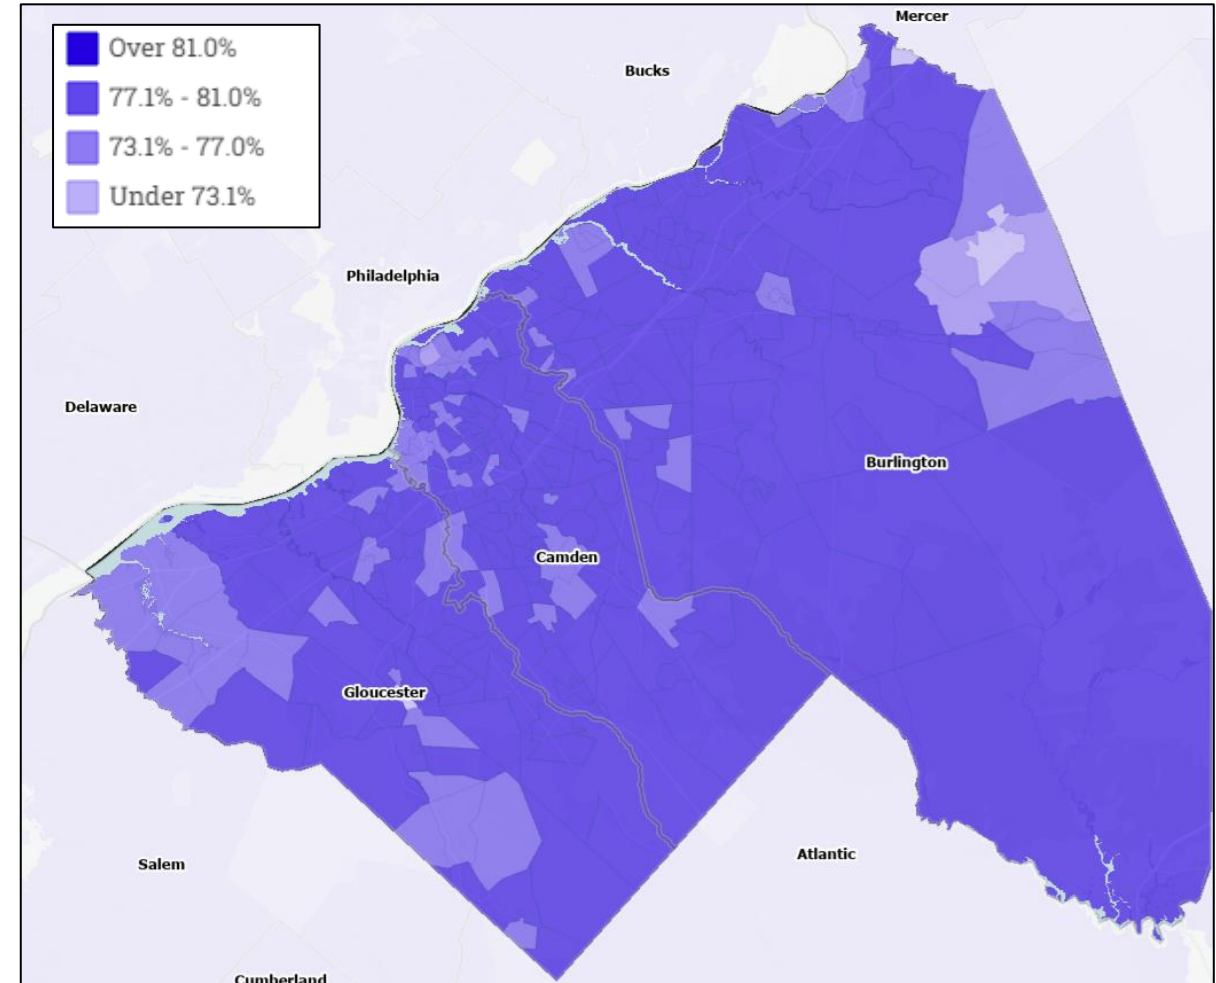 Over 81.0%
77.1% - 81.0%
73.1% - 77.0%
Under 73.1%
Mercer
Bucks
Philadelphia
Delaware
Burlington
Camden
Gloucester
Salem
Atlantic
Cumberland